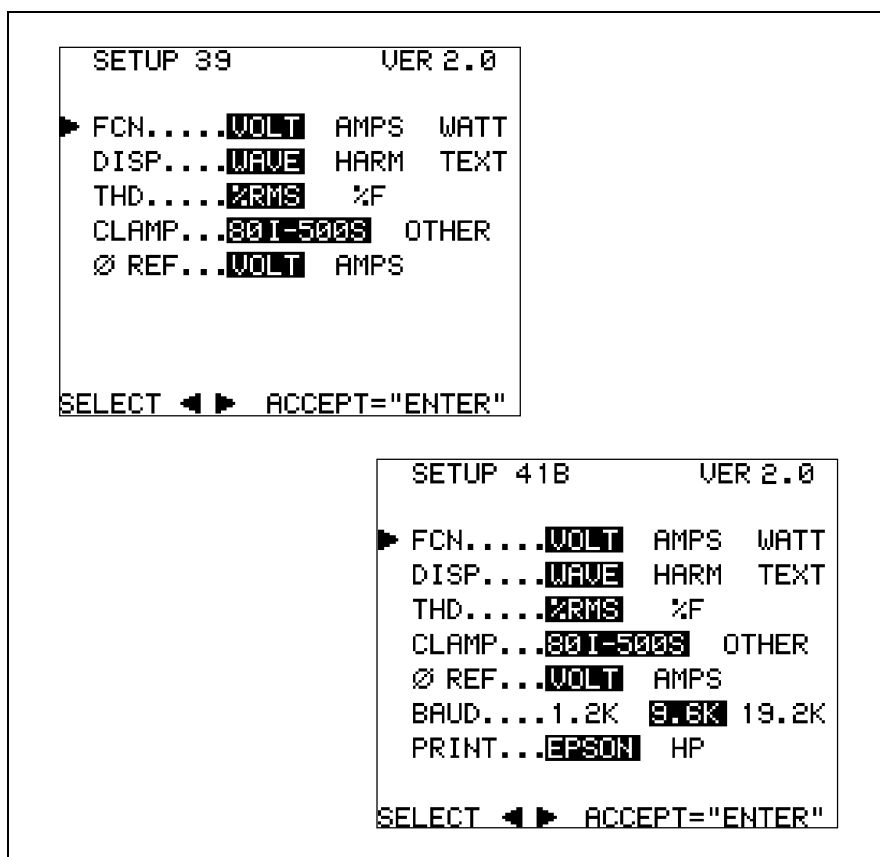 SETUP 39 VER 2.0
▶ FCN.....VOLT AMPS WATT
DISP....WAVE HARM TEXT
THD.....%RMS %F
CLAMP...80I-500S OTHER
Ø REF...VOLT AMPS
SELECT ◀ ▶ ACCEPT="ENTER"
SETUP 41B VER 2.0
▶ FCN.....VOLT AMPS WATT
DISP....WAVE HARM TEXT
THD.....%RMS %F
CLAMP...80I-500S OTHER
Ø REF...VOLT AMPS
BAUD....1.2K 9.6K 19.2K
PRINT...EPSON HP
SELECT ◀ ▶ ACCEPT="ENTER"